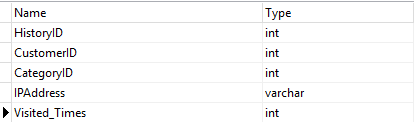 Name Type
HistoryID int
CustomerID int
CategoryID int
IPAddress varchar
Visited_Times int